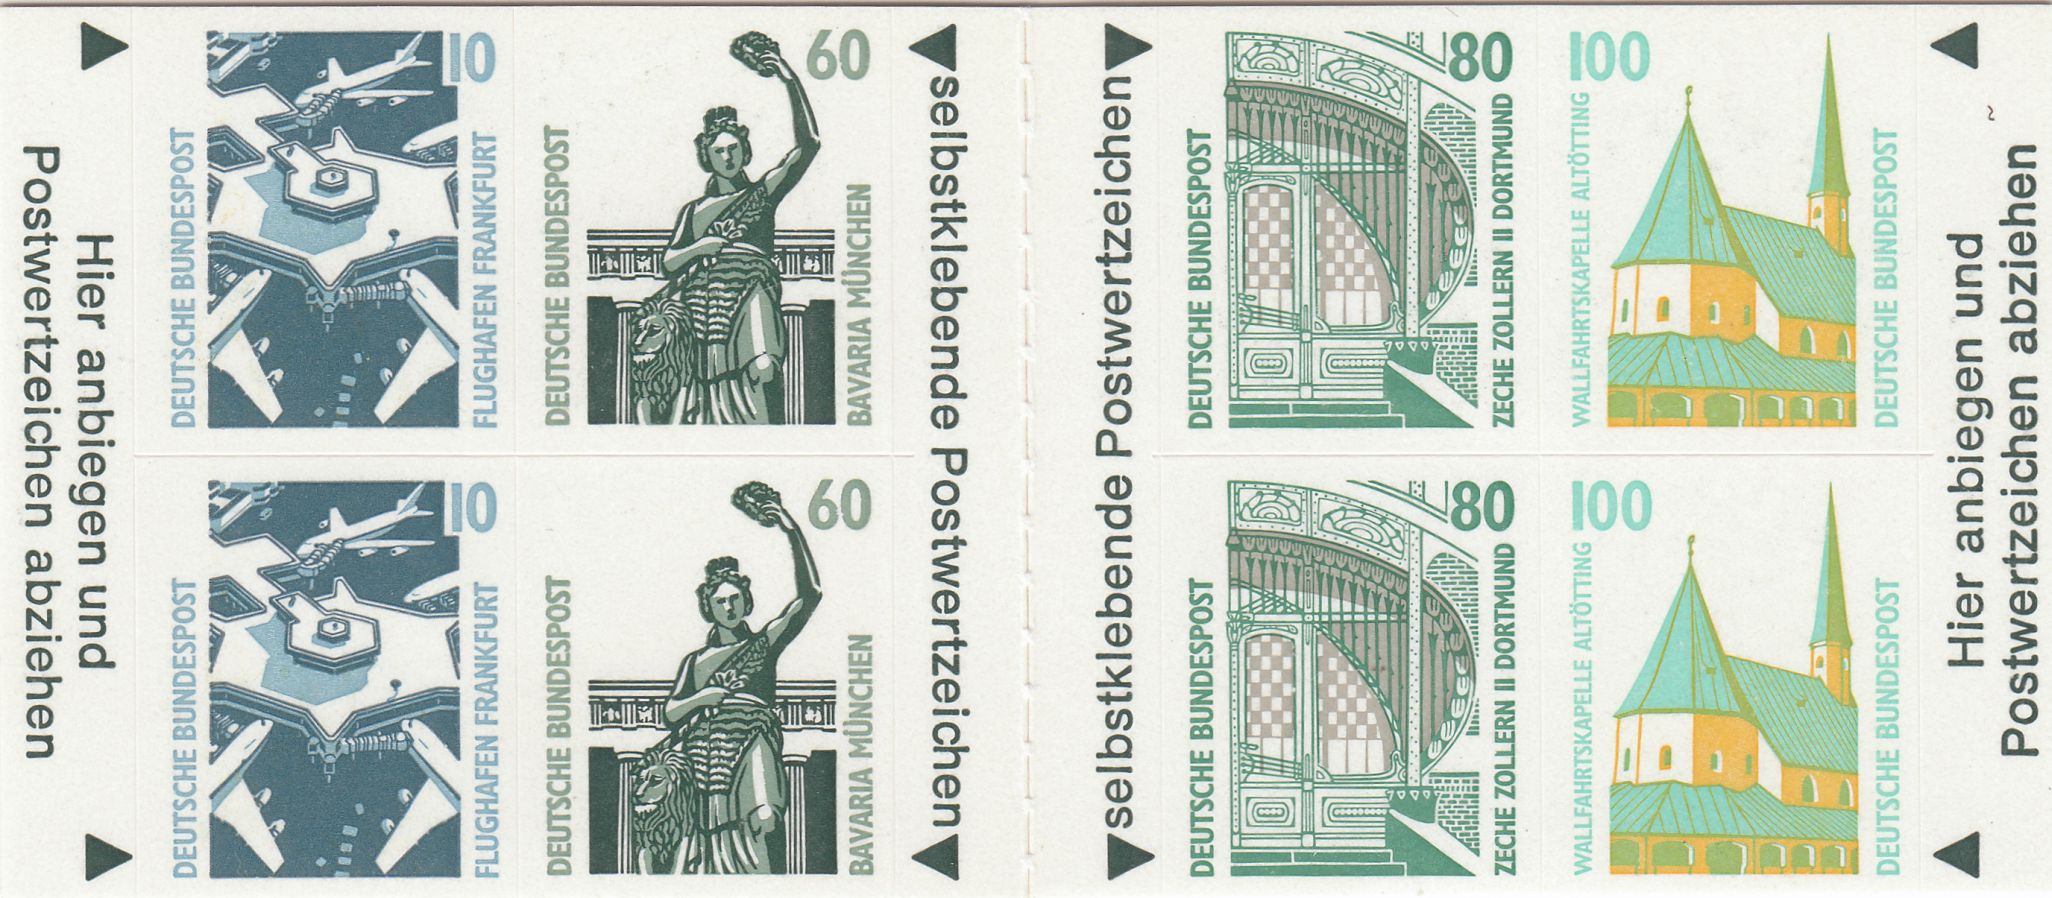 Hier anbiegen und
Postwertzeichen abziehen
DEUTSCHE BUNDESPOST
10
FLUGHAFEN FRANKFURT
DEUTSCHE BUNDESPOST
60
BAVARIA MÜNCHEN
DEUTSCHE BUNDESPOST
10
FLUGHAFEN FRANKFURT
DEUTSCHE BUNDESPOST
60
BAVARIA MÜNCHEN
selbstklebende Postwertzeichen
selbstklebende Postwertzeichen
DEUTSCHE BUNDESPOST
80
ZECHE ZOLLERN II DORTMUND
100
WALLFAHRTSKAPELLE ALTÖTTING
DEUTSCHE BUNDESPOST
DEUTSCHE BUNDESPOST
80
ZECHE ZOLLERN II DORTMUND
100
WALLFAHRTSKAPELLE ALTÖTTING
DEUTSCHE BUNDESPOST
Hier anbiegen und
Postwertzeichen abziehen